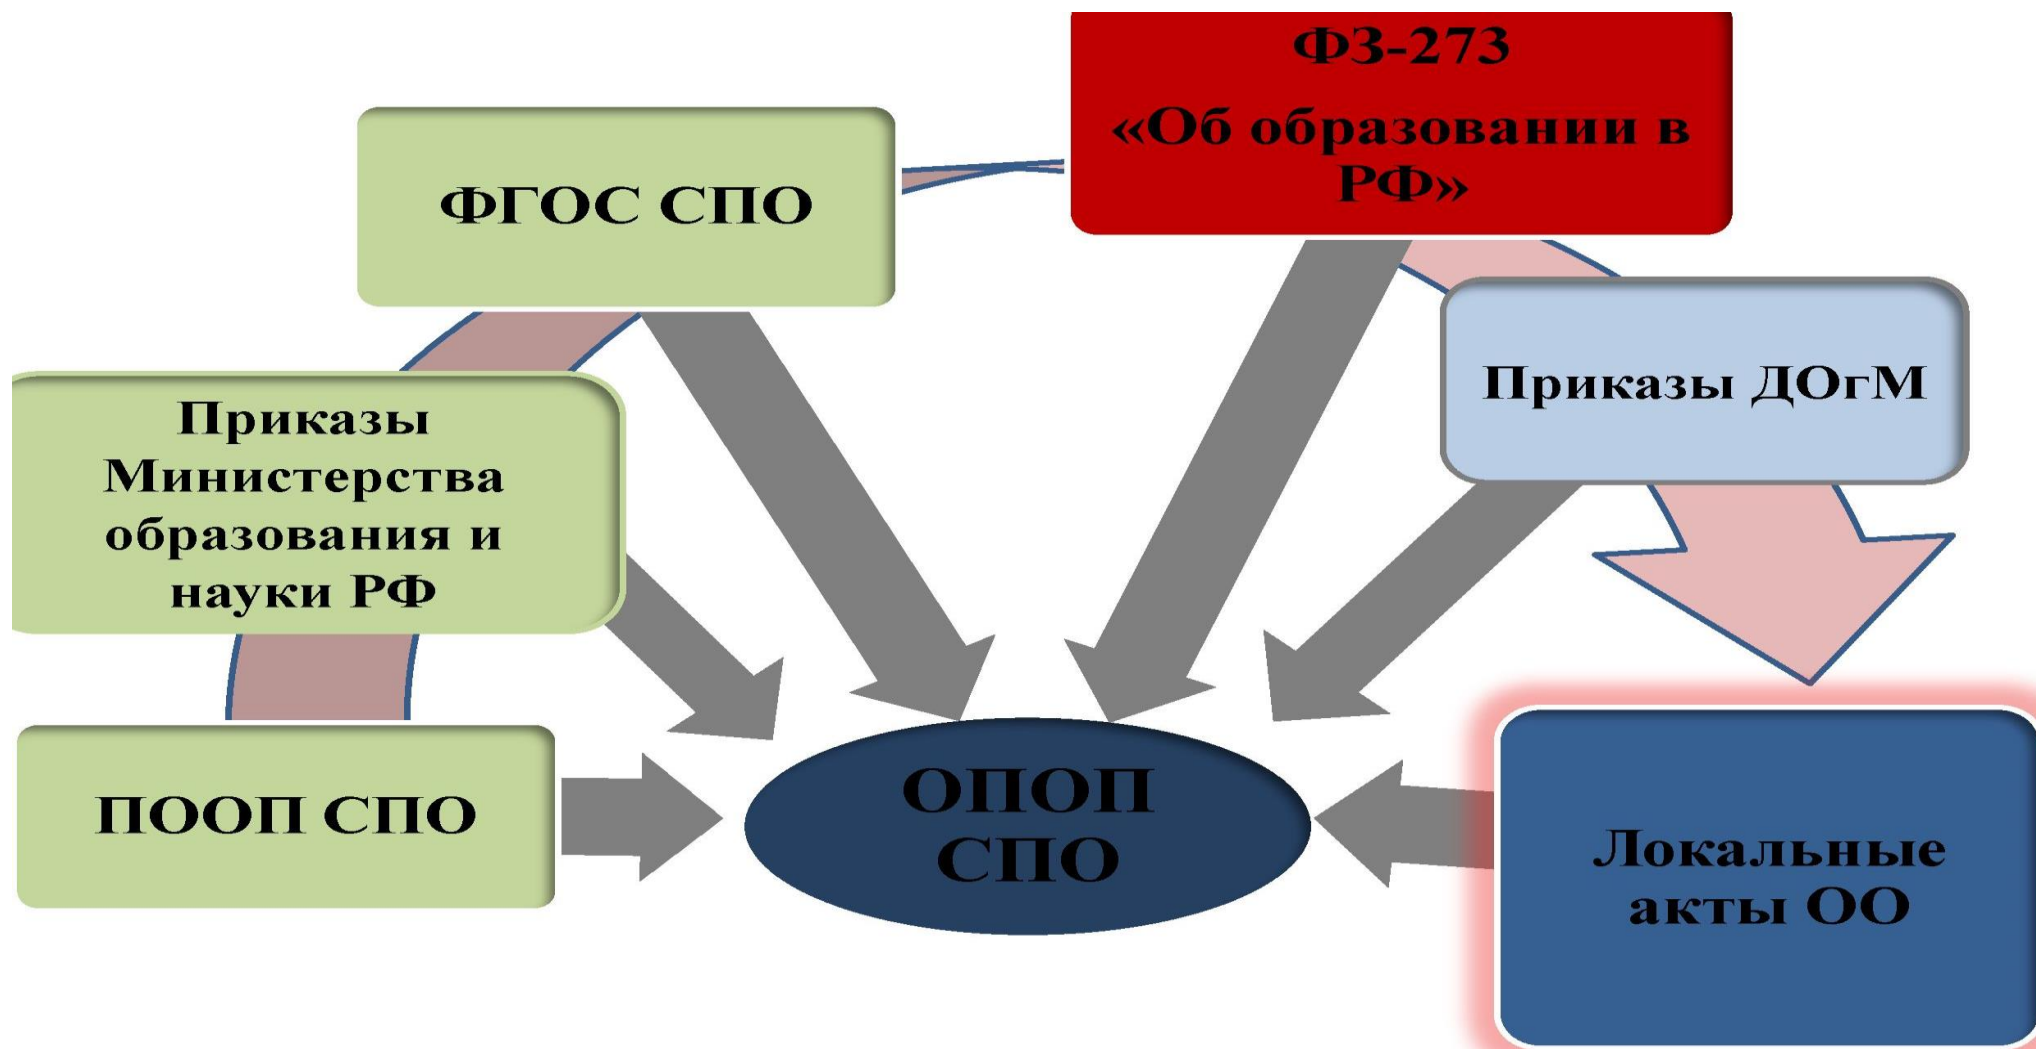 ФЗ-273
«Об образовании в
РФ»
ФГОС СПО
Приказы ДОгМ
Приказы
Министерства
образования и
науки РФ
ПООП СПО
ОПОП
СПО
Локальные
акты ОО